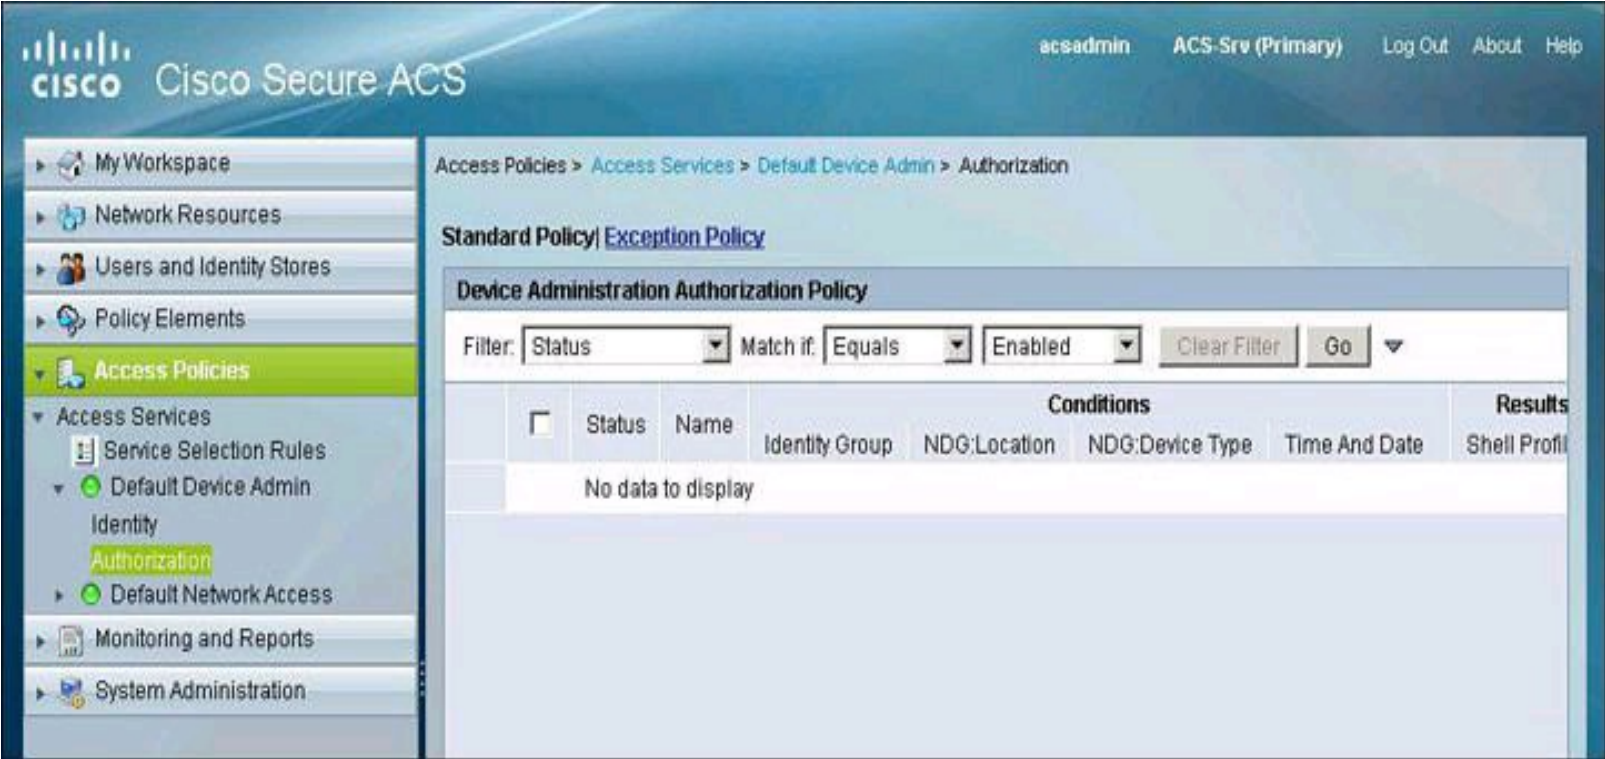 acsadmin ACS-Srv (Primary) Log Out About Help
CISCO Cisco Secure ACS
My Workspace
Network Resources
Users and Identity Stores
Policy Elements
Access Policies
Access Services
Service Selection Rules
Default Device Admin
Identity
Authorization
Default Network Access
Monitoring and Reports
System Administration
Access Policies > Access Services > Default Device Admin > Authorization
Standard Policy| Exception Policy
Device Administration Authorization Policy
Filter: Status Match if: Equals Enabled Clear Filter Go
Conditions Results
Status Name Identity Group NDG:Location NDG:Device Type Time And Date Shell Profil
No data to display